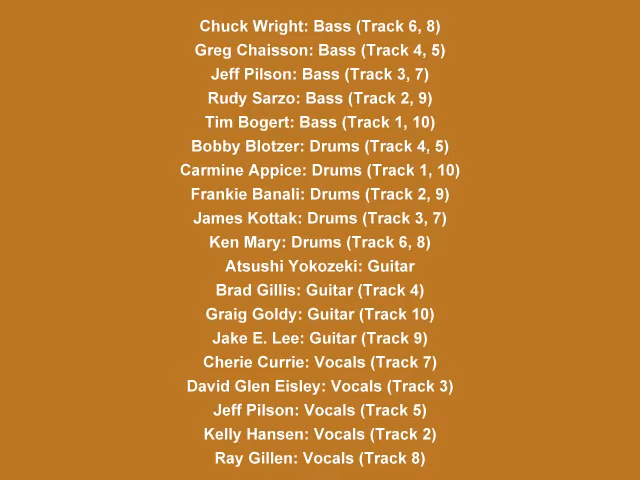 Chuck Wright: Bass (Track 6, 8)
Greg Chaisson: Bass (Track 4, 5)
Jeff Pilson: Bass (Track 3, 7)
Rudy Sarzo: Bass (Track 2, 9)
Tim Bogert: Bass (Track 1, 10)
Bobby Blotzer: Drums (Track 4, 5)
Carmine Appice: Drums (Track 1, 10)
Frankie Banali: Drums (Track 2, 9)
James Kottak: Drums (Track 3, 7)
Ken Mary: Drums (Track 6, 8)
Atsushi Yokozeki: Guitar
Brad Gillis: Guitar (Track 4)
Graig Goldy: Guitar (Track 10)
Jake E. Lee: Guitar (Track 9)
Cherie Currie: Vocals (Track 7)
David Glen Eisley: Vocals (Track 3)
Jeff Pilson: Vocals (Track 5)
Kelly Hansen: Vocals (Track 2)
Ray Gillen: Vocals (Track 8)